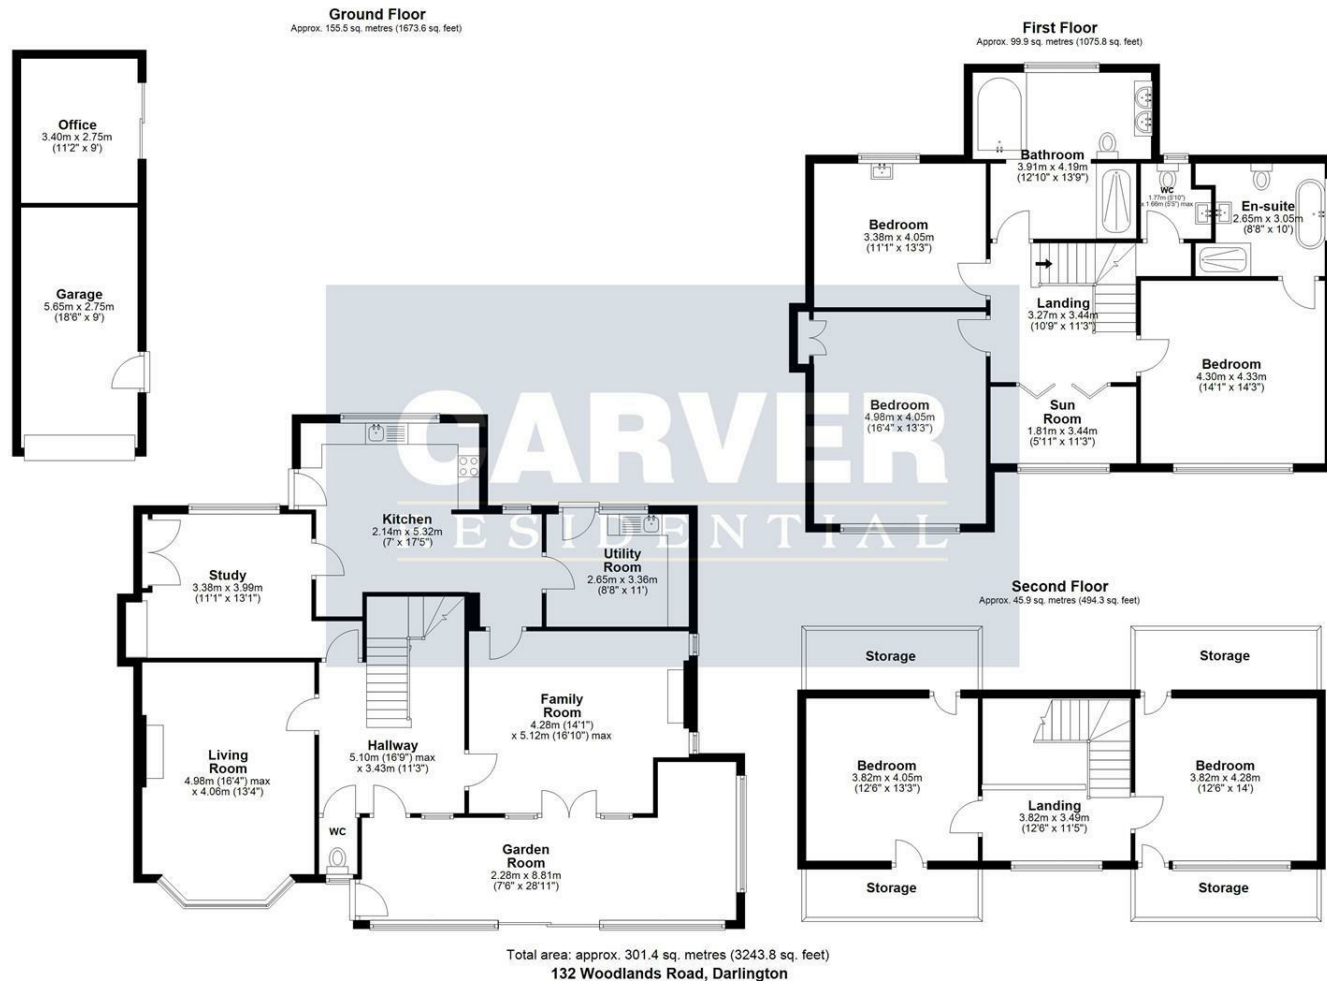 Ground Floor
Approx. 155.5 sq. metres (1673.6 sq. feet)
Office
3.40m x 2.75m
(11'2" x 9')
Garage
5.65m x 2.75m
(18'6" x 9')
Kitchen
2.14m x 5.32m
(7' x 17'5")
Utility
Room
2.65m x 3.36m
(8'8" x 11')
Study
3.38m x 3.99m
(11'1" x 13'1")
Family
Room
4.28m (14'1")
x 5.12m (16'10") max
Living
Room
4.98m (16'4") max
x 4.06m (13'4")
Hallway
5.10m (16'9") max
x 3.43m (11'3")
WC
Garden
Room
2.28m x 8.81m
(7'6" x 28'11")
First Floor
Approx. 99.9 sq. metres (1075.8 sq. feet)
Bathroom
3.91m x 4.19m
(12'10" x 13'9")
WC
1.77m (5'10")
x 1.66m (5'5") max
En-suite
2.65m x 3.05m
(8'8" x 10')
Bedroom
3.38m x 4.05m
(11'1" x 13'3")
Landing
3.27m x 3.44m
(10'9" x 11'3")
Bedroom
4.30m x 4.33m
(14'1" x 14'3")
Bedroom
4.98m x 4.05m
(16'4" x 13'3")
Sun
Room
1.81m x 3.44m
(5'11" x 11'3")
CARVER
ESIDENTIAL
Second Floor
Approx. 45.9 sq. metres (494.3 sq. feet)
Storage
Storage
Bedroom
3.82m x 4.05m
(12'6" x 13'3")
Landing
3.82m x 3.49m
(12'6" x 11'5")
Bedroom
3.82m x 4.28m
(12'6" x 14')
Storage
Storage
Total area: approx. 301.4 sq. metres (3243.8 sq. feet)
132 Woodlands Road, Darlington